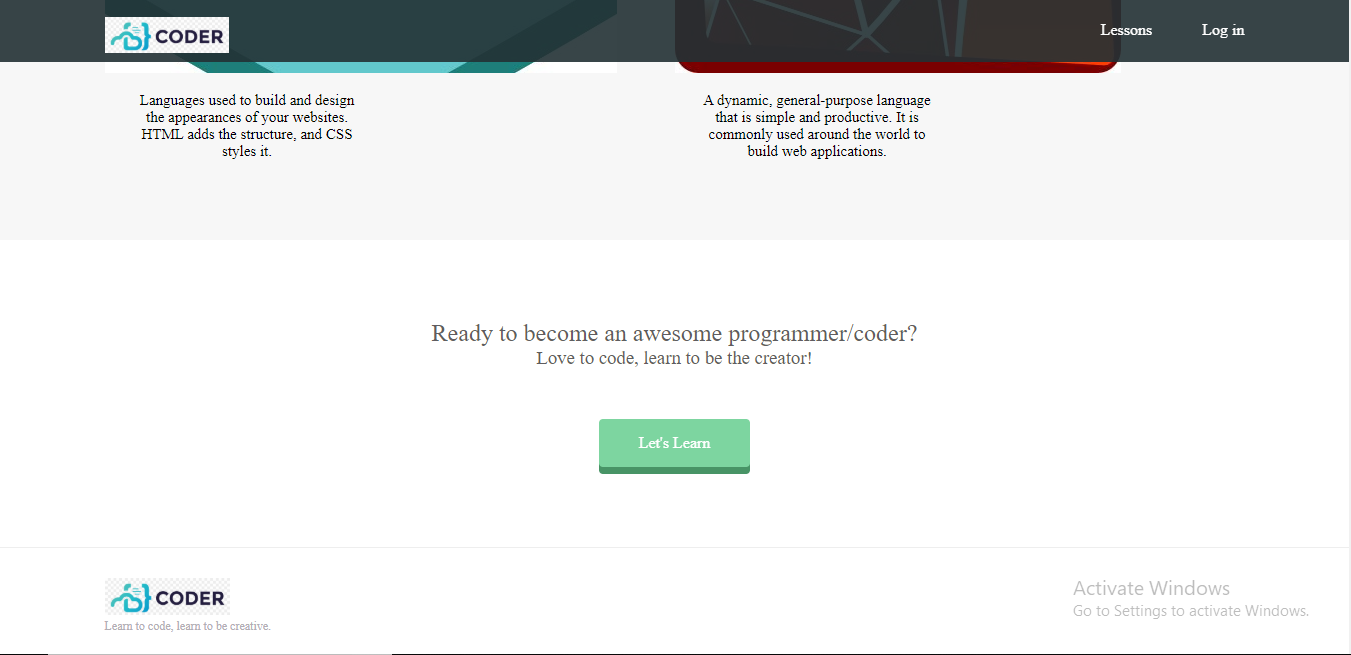 CODER
Lessons
Log in
Languages used to build and design
the appearances of your websites.
HTML adds the structure, and CSS
styles it.
A dynamic, general-purpose language
that is simple and productive. It is
commonly used around the world to
build web applications.
Ready to become an awesome programmer/coder?
Love to code, learn to be the creator!
Let's Learn
CODER
Learn to code, learn to be creative.
Activate Windows
Go to Settings to activate Windows.